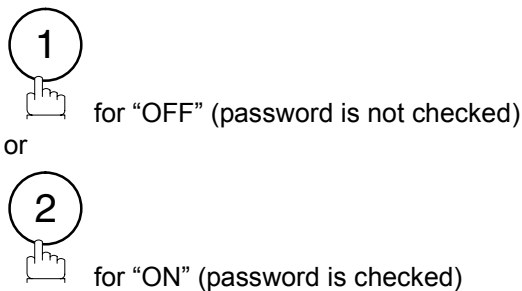 1
for “OFF” (password is not checked)
or
2
for “ON” (password is checked)